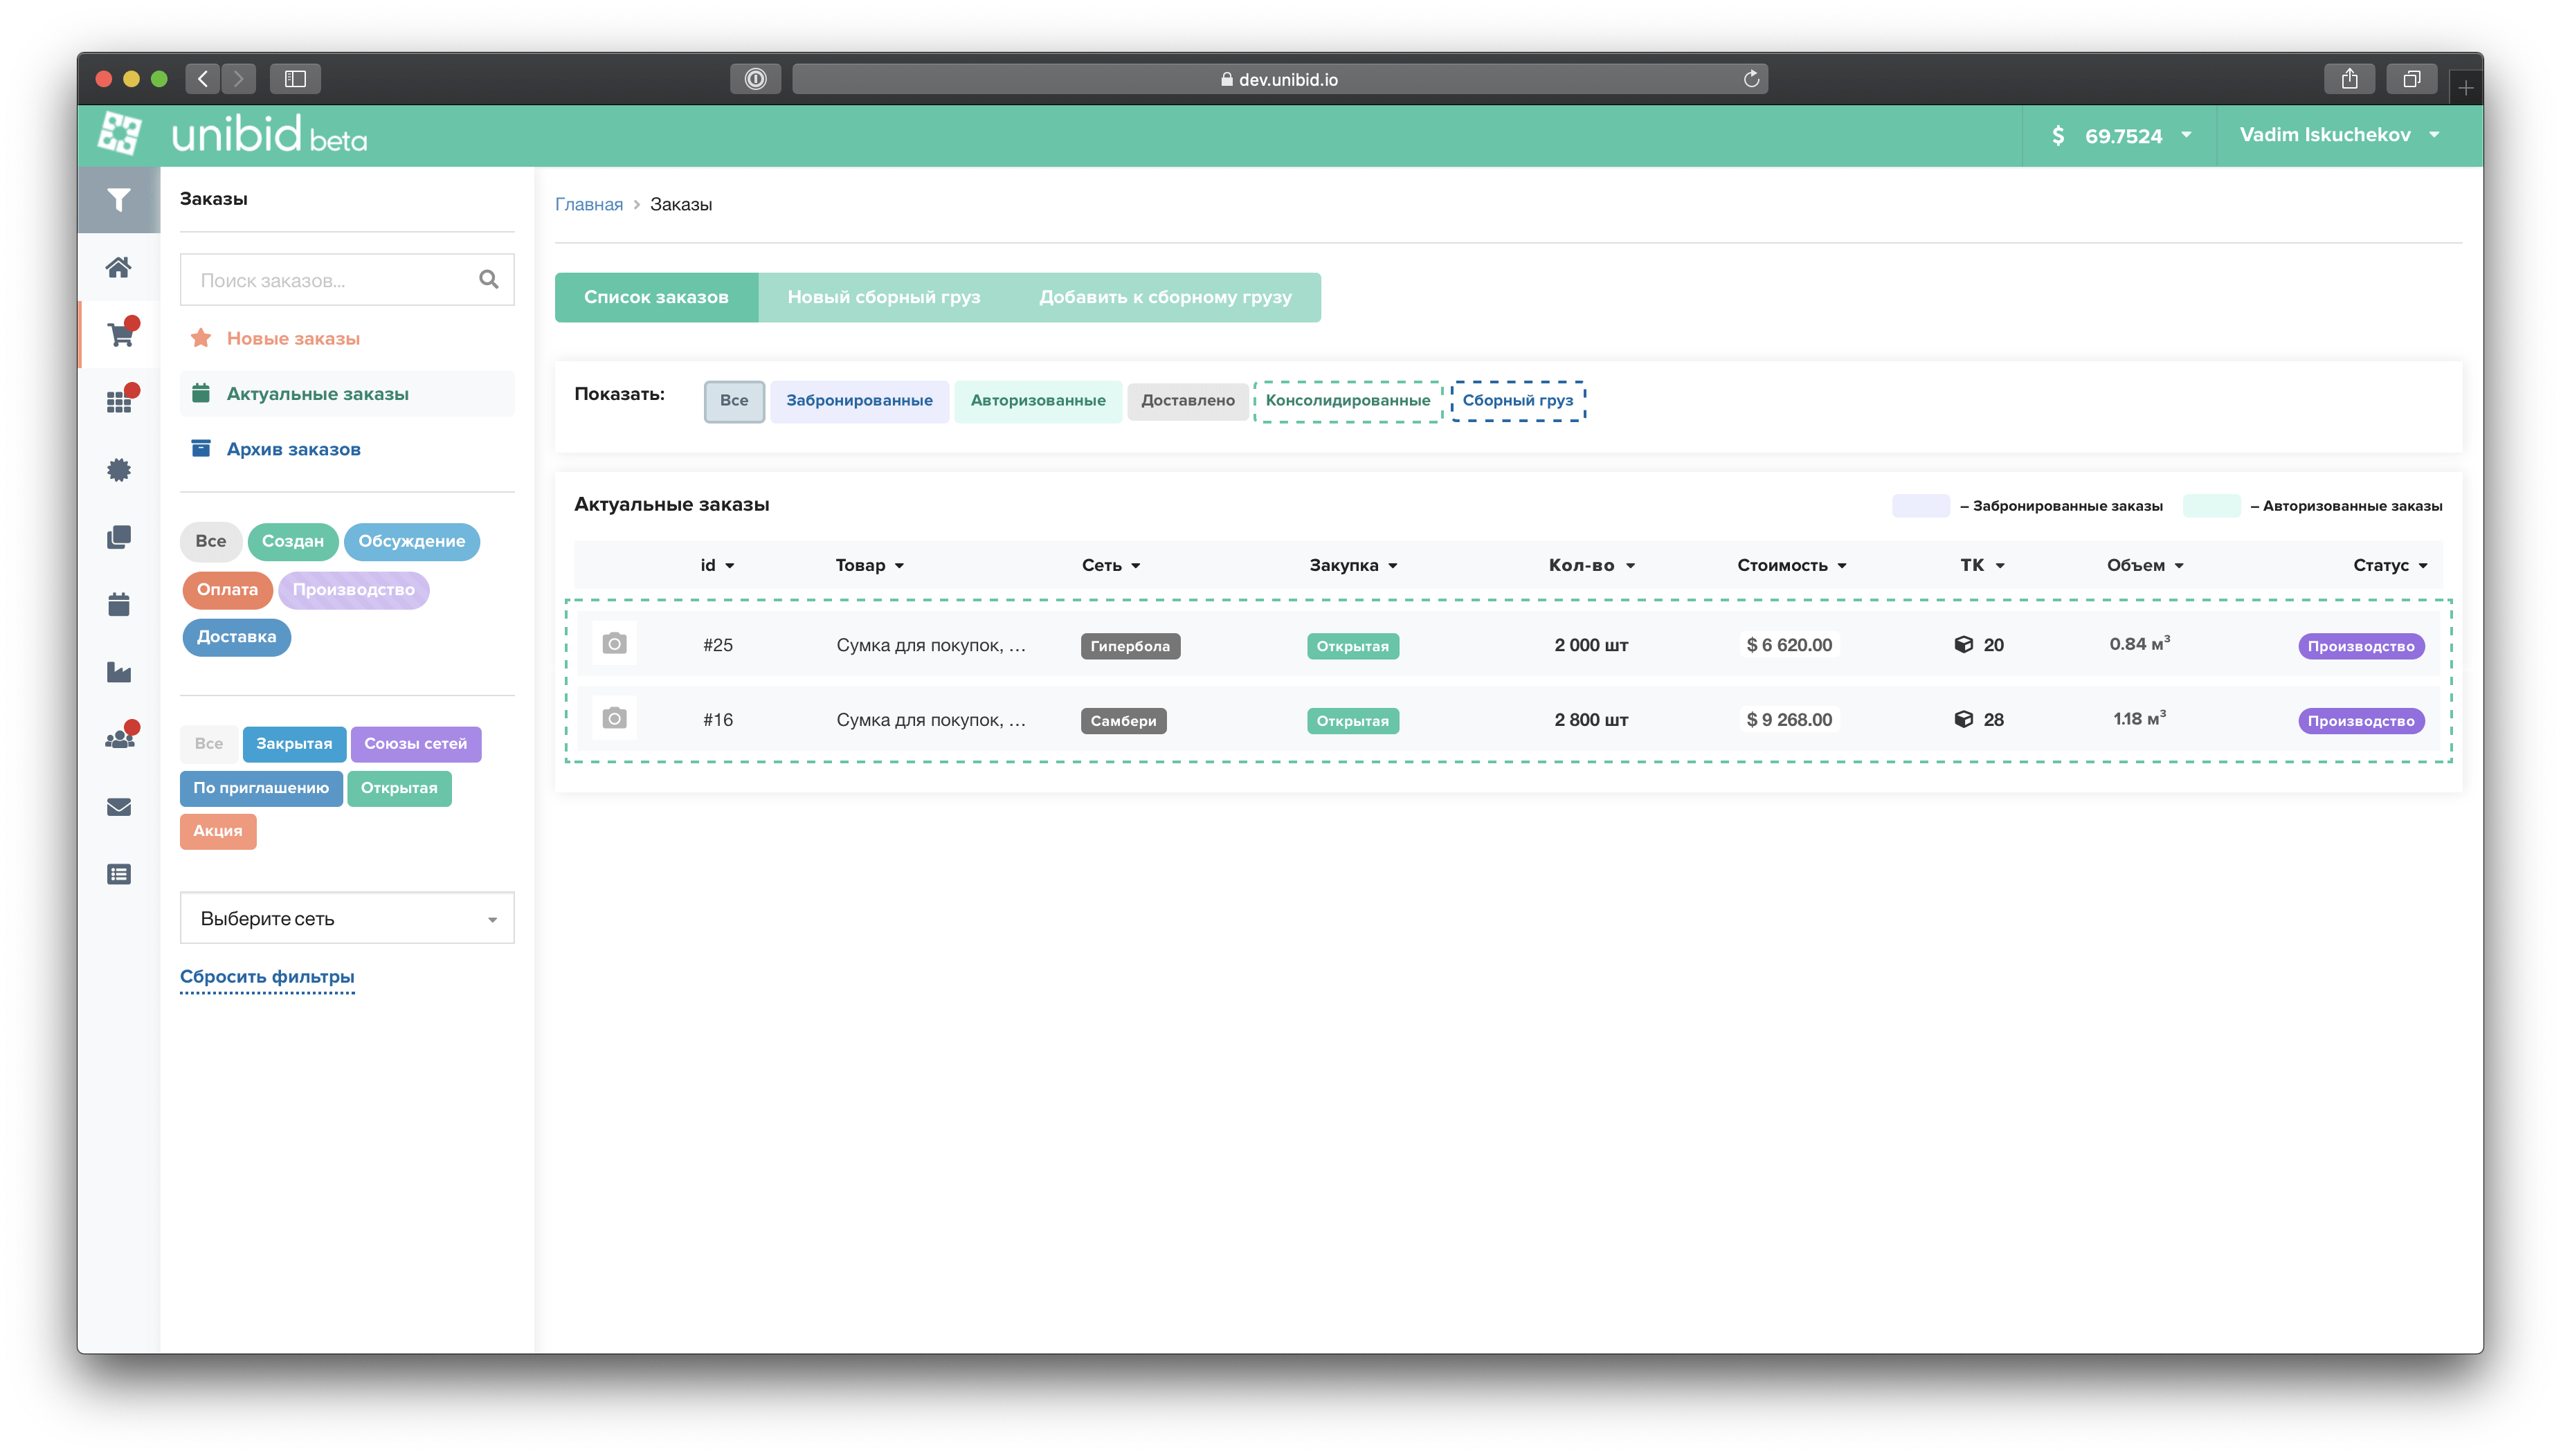 dev.unibid.io
unibid beta
$ 69.7524
Vadim Iskuchekov
Заказы
Поиск заказов...
Новые заказы
Актуальные заказы
Архив заказов
Все Создан Обсуждение
Оплата Производство
Доставка
Все Закрытая Союзы сетей
По приглашению Открытая
Акция
Выберите сеть
Сбросить фильтры
Главная > Заказы
Список заказов Новый сборный груз Добавить к сборному грузу
Показать: Все Забронированные Авторизованные Доставлено Консолидированные Сборный груз
Актуальные заказы
– Забронированные заказы – Авторизованные заказы
id Товар Сеть Закупка Кол-во Стоимость ТК Объем Статус
#25 Сумка для покупок, ... Гипербола Открытая 2 000 шт $ 6 620.00 20 0.84 м³ Производство
#16 Сумка для покупок, ... Самбери Открытая 2 800 шт $ 9 268.00 28 1.18 м³ Производство